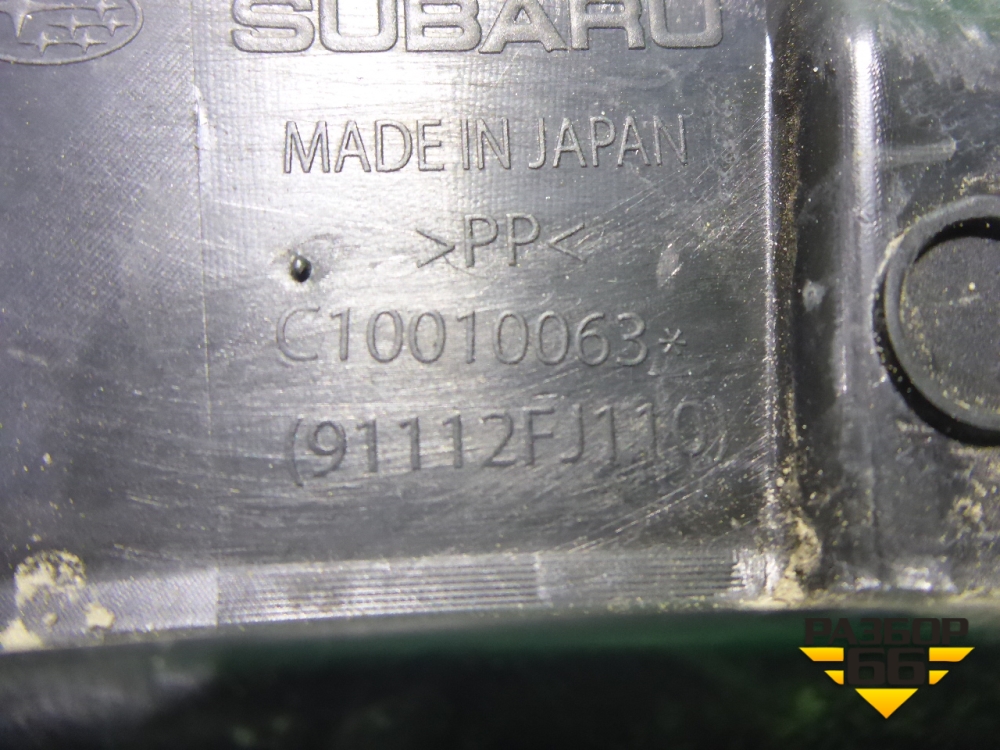 SUBARU
MADE IN JAPAN
>PP<
C10010063*
(91112FJ110)
РАЗБОР
66